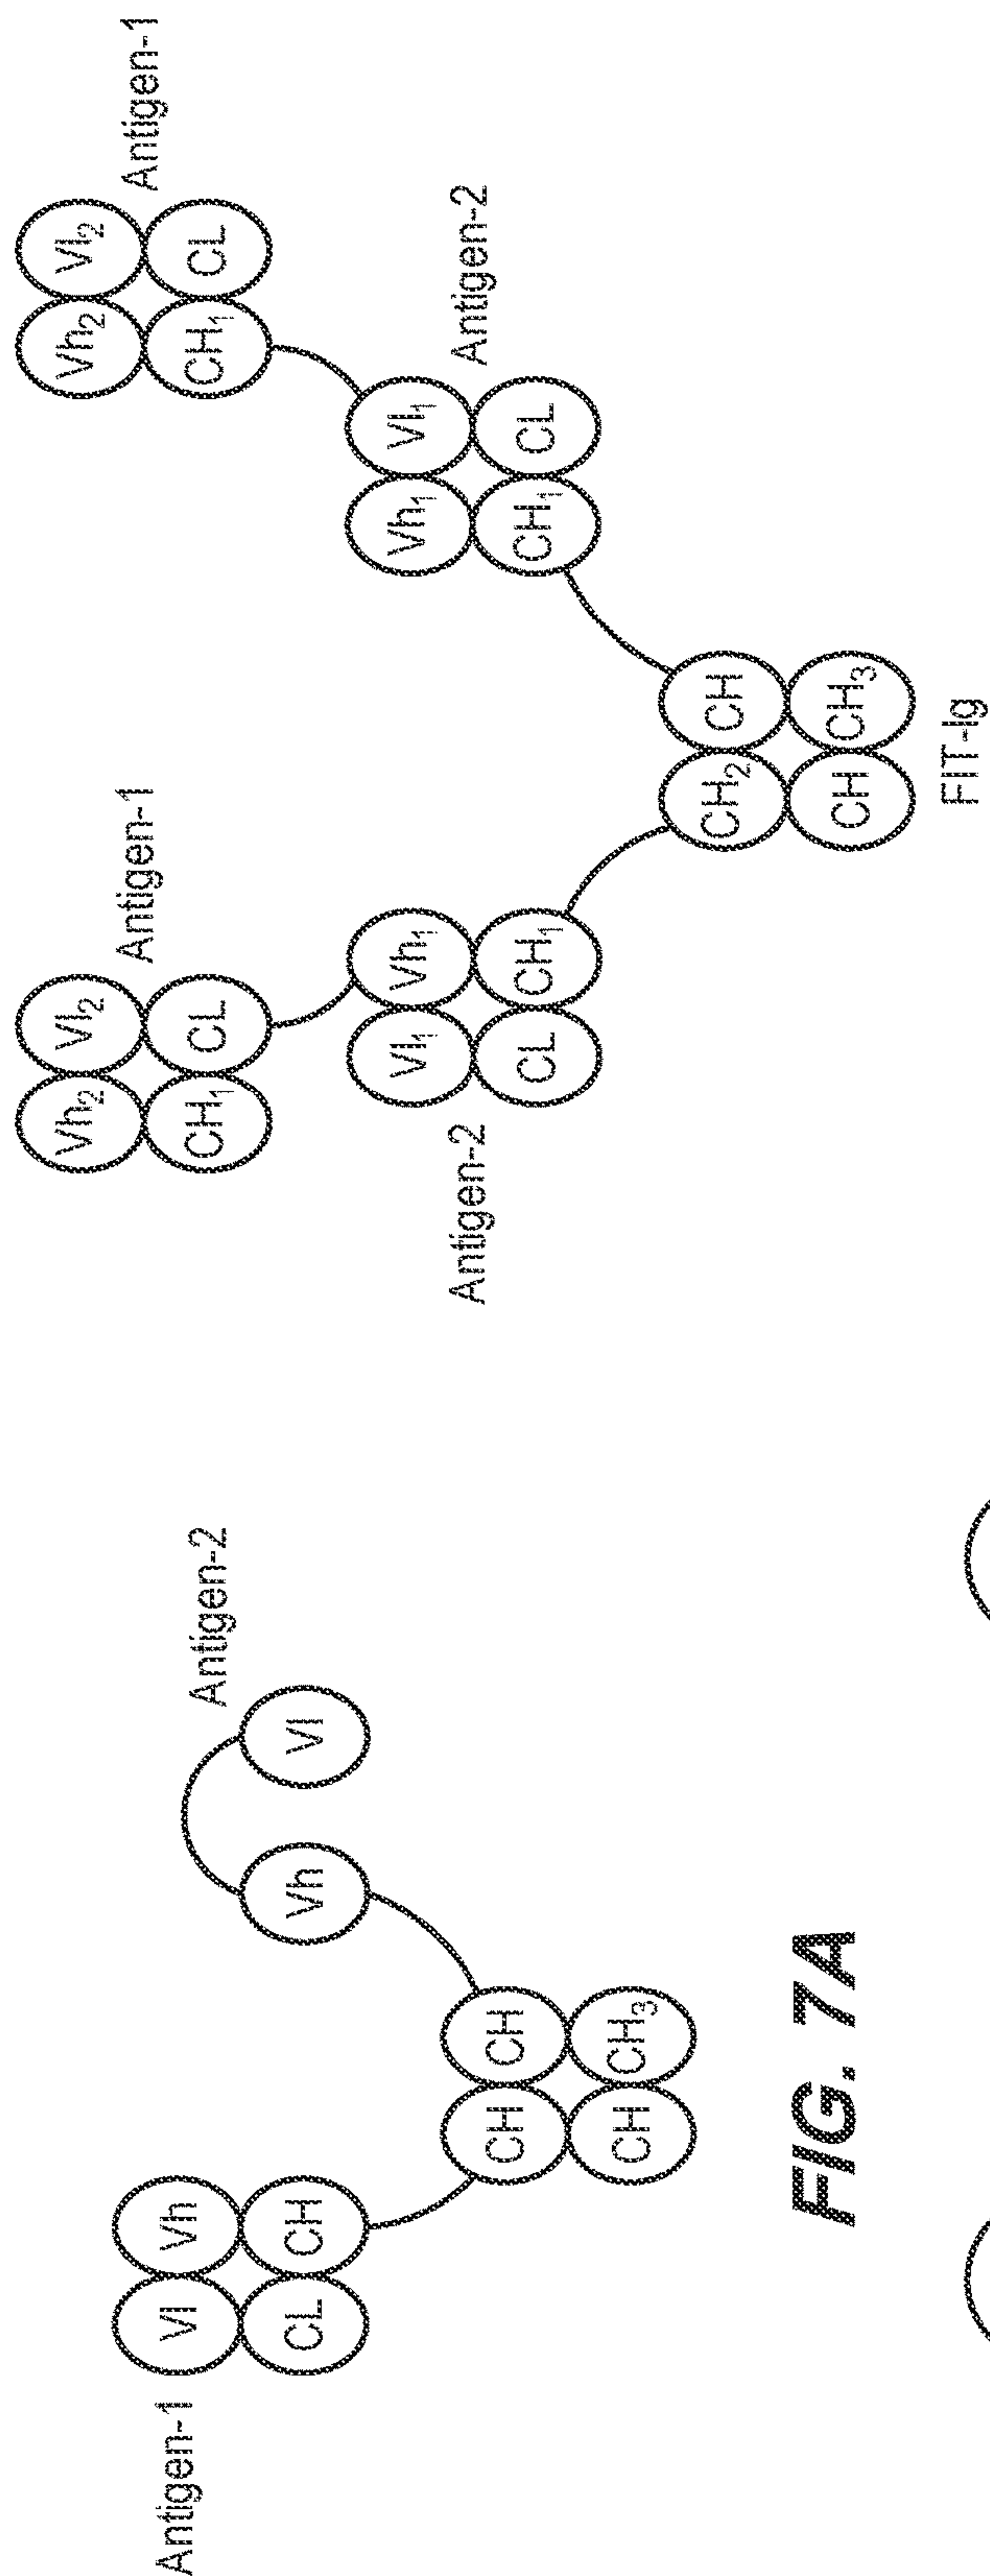 Antigen-1
Vl Vh
CL CH
Antigen-2
Vh Vl
CH CH
CH CH3
FIG. 7A
Antigen-1
Vh2 Vl2
CH1 CL
Antigen-2
Vl1 Vh1
CL CH1
Antigen-1
Vh2 Vl2
CH1 CL
Antigen-2
Vh1 Vl1
CH1 CL
CH2 CH
CH CH3
FIT-Ig